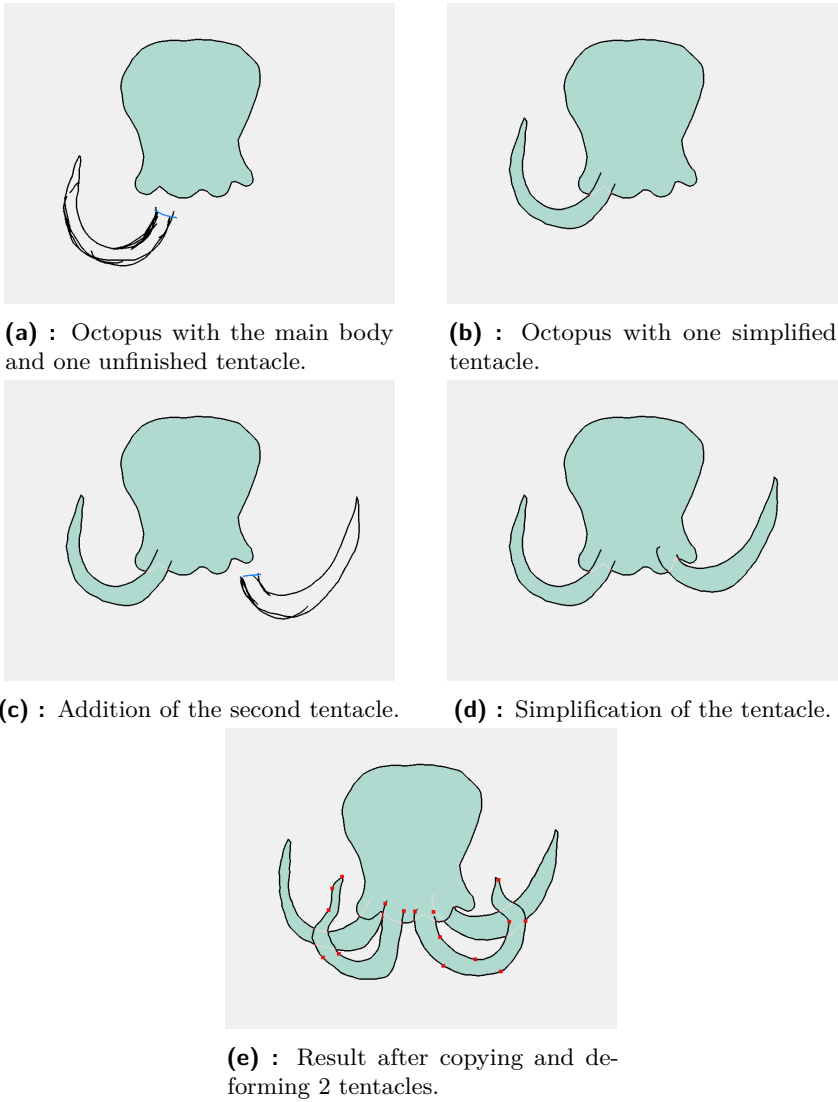 (a) : Octopus with the main body
and one unfinished tentacle.
(b) : Octopus with one simplified
tentacle.
(c) : Addition of the second tentacle.
(d) : Simplification of the tentacle.
(e) : Result after copying and de-
forming 2 tentacles.